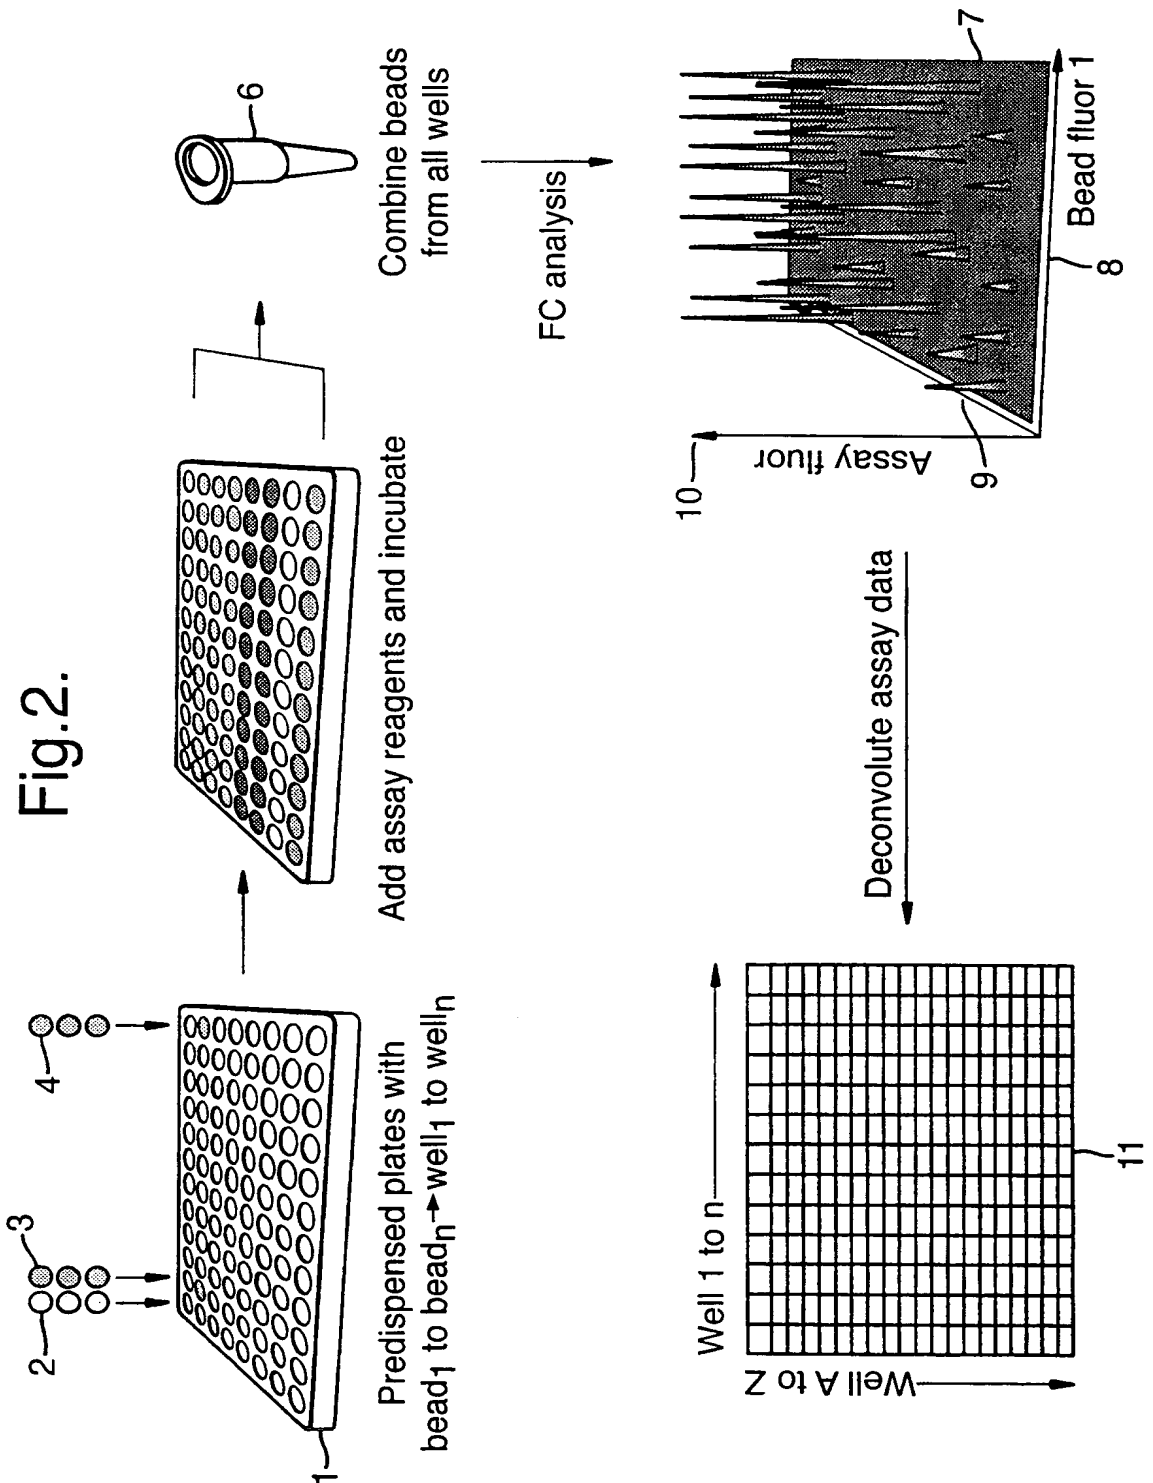 Fig.2.
2
3
4
1
Predispensed plates with
bead1 to beadn→well1 to welln
Add assay reagents and incubate
6
Combine beads
from all wells
FC analysis
10
Assay fluor
9
8
Bead fluor 1
7
Deconvolute assay data
Well 1 to n
Well A to Z
11